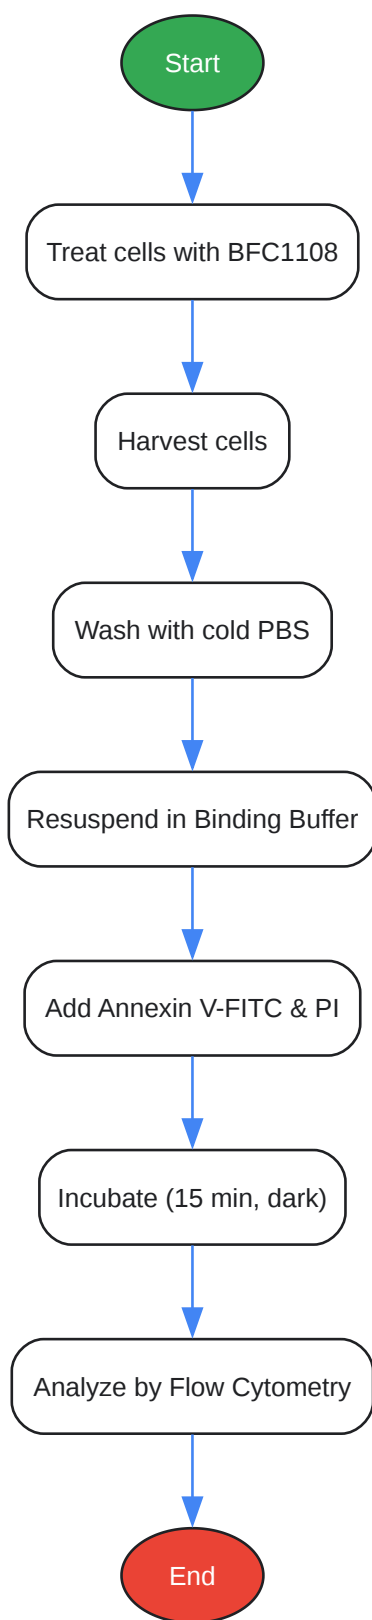 Start
Treat cells with BFC1108
Harvest cells
Wash with cold PBS
Resuspend in Binding Buffer
Add Annexin V-FITC & PI
Incubate (15 min, dark)
Analyze by Flow Cytometry
End